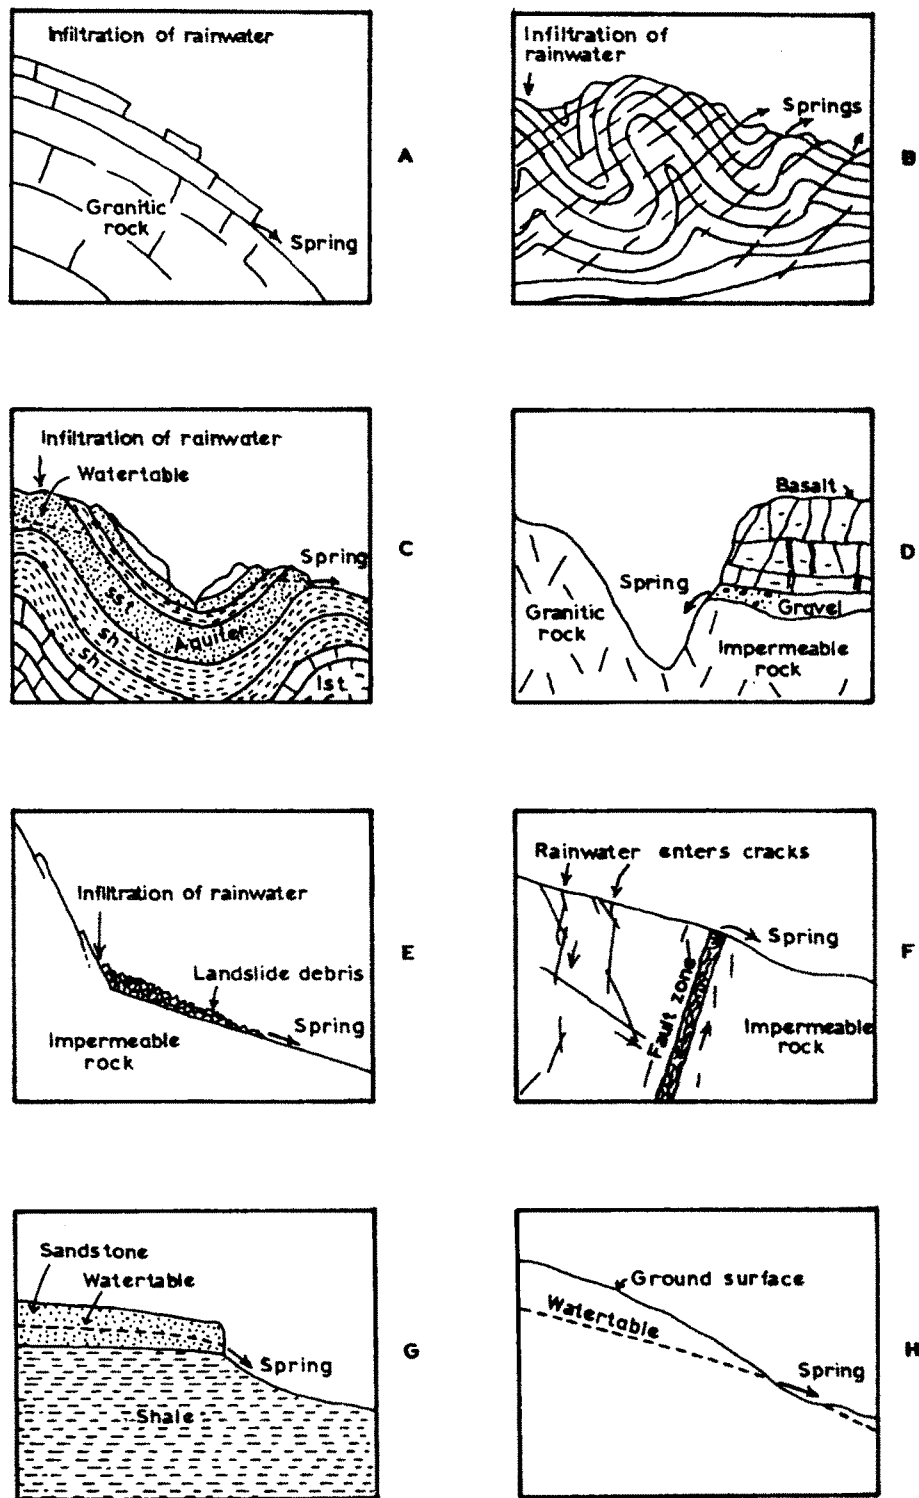 Infiltration of rainwater
Granitic
rock
Spring
A
Infiltration of
rainwater
Springs
B
Infiltration of rainwater
Watertable
Spring
sst
Aquifer
sh
sh
lst
C
Basalt
Spring
Granitic
rock
Gravel
Impermeable
rock
D
Infiltration of rainwater
Landslide debris
Spring
Impermeable
rock
E
Rainwater enters cracks
Spring
Fault zone
Impermeable
rock
F
Sandstone
Watertable
Spring
Shale
G
Ground surface
Watertable
Spring
H